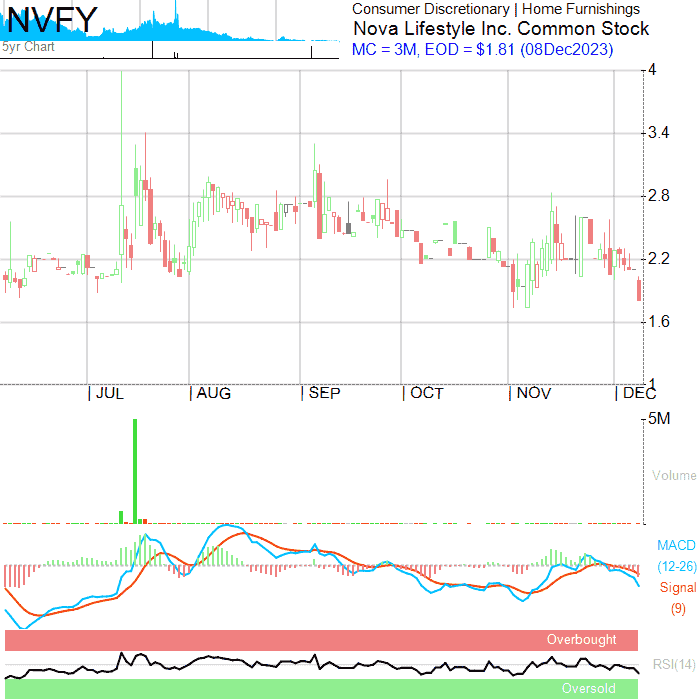 NVFY
5yr Chart
Consumer Discretionary | Home Furnishings
Nova Lifestyle Inc. Common Stock
MC = 3M, EOD = $1.81 (08Dec2023)
4
3.4
2.8
2.2
1.6
1
JUL AUG SEP OCT NOV DEC
5M
Volume
MACD
(12-26)
Signal
(9)
Overbought
RSI(14)
Oversold